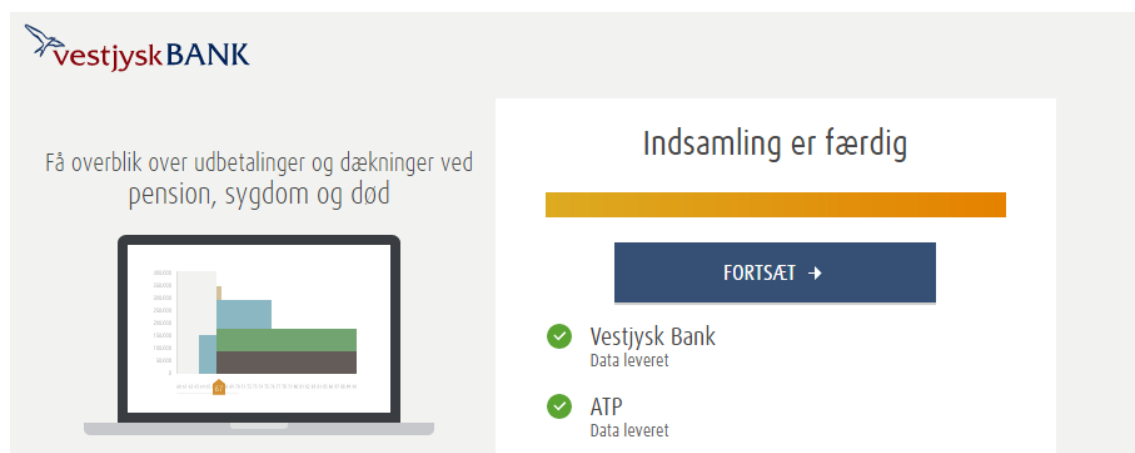 vestjyskBANK
Få overblik over udbetalinger og dækninger ved
pension, sygdom og død
Indsamling er færdig
FORTSÆT →
Vestjysk Bank
Data leveret
ATP
Data leveret